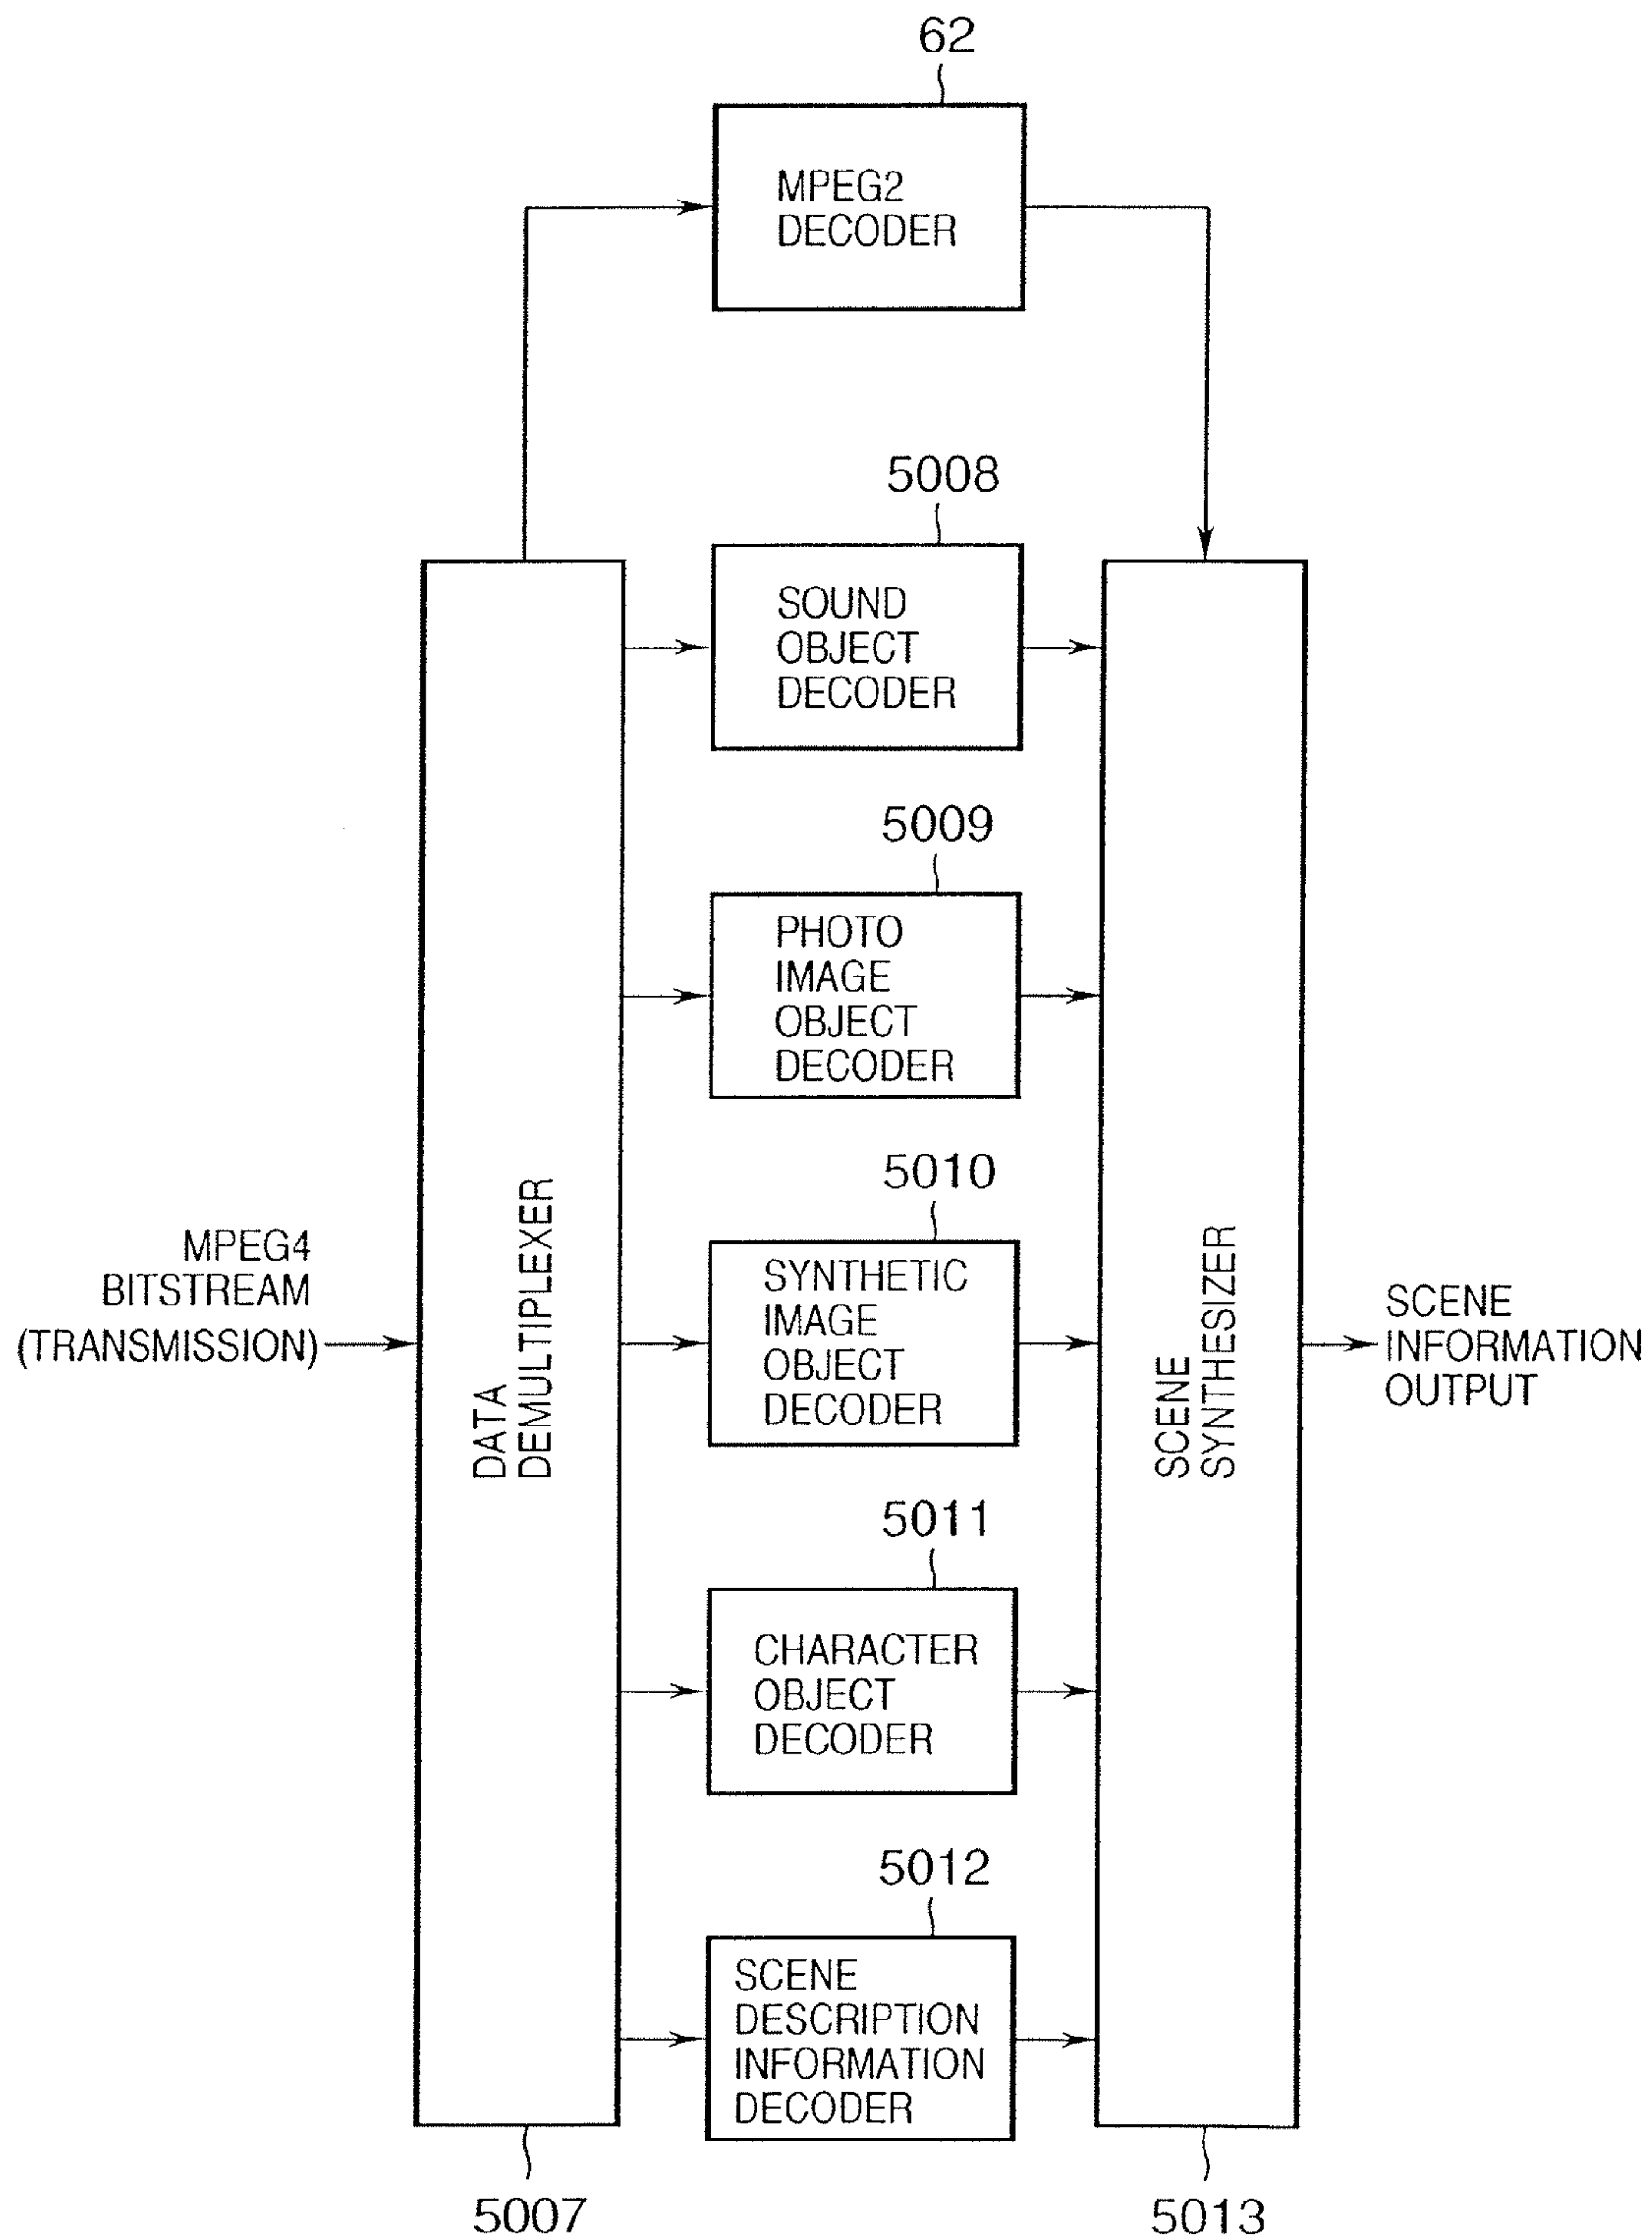 62
MPEG2
DECODER
5008
SOUND
OBJECT
DECODER
5009
PHOTO
IMAGE
OBJECT
DECODER
5010
SYNTHETIC
IMAGE
OBJECT
DECODER
5011
CHARACTER
OBJECT
DECODER
5012
SCENE
DESCRIPTION
INFORMATION
DECODER
MPEG4
BITSTREAM
(TRANSMISSION)
DATA
DEMULTIPLEXER
5007
SCENE
SYNTHESIZER
5013
SCENE
INFORMATION
OUTPUT